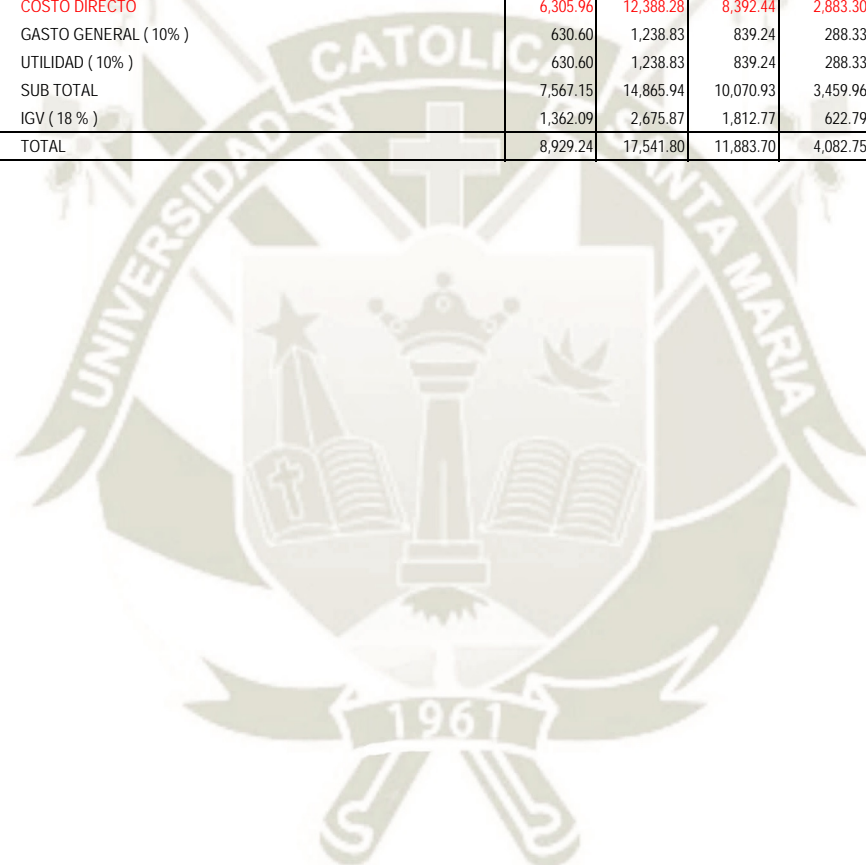 COSTO DIRECTO 6,305.96 12,388.28 8,392.44 2,883.30
GASTO GENERAL ( 10% ) 630.60 1,238.83 839.24 288.33
UTILIDAD ( 10% ) 630.60 1,238.83 839.24 288.33
SUB TOTAL 7,567.15 14,865.94 10,070.93 3,459.96
IGV ( 18 % ) 1,362.09 2,675.87 1,812.77 622.79
TOTAL 8,929.24 17,541.80 11,883.70 4,082.75
UNIVERSIDAD CATOLICA SANTA MARIA
1961